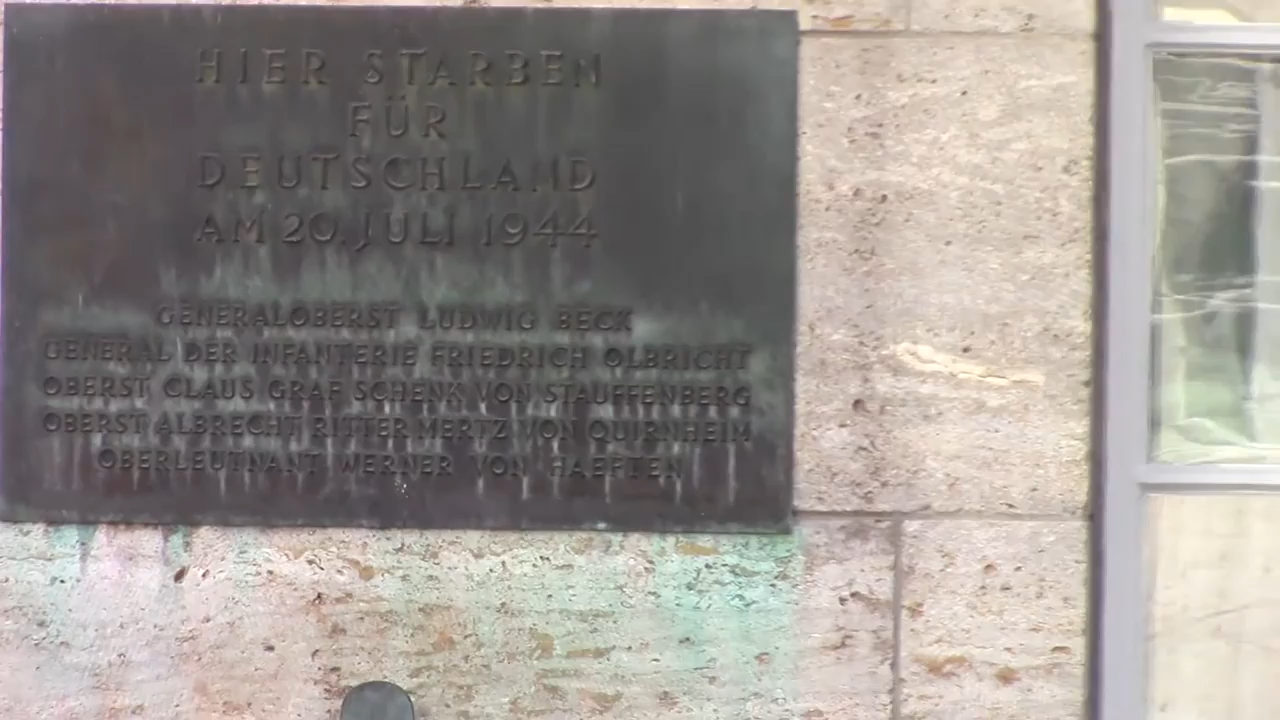 HIER STARBEN
FÜR
DEUTSCHLAND
AM 20. JULI 1944
GENERALOBERST LUDWIG BECK
GENERAL DER INFANTERIE FRIEDRICH OLBRICHT
OBERST CLAUS GRAF SCHENK VON STAUFFENBERG
OBERST ALBRECHT RITTER MERTZ VON QUIRNHEIM
OBERLEUTNANT WERNER VON HAEFTEN